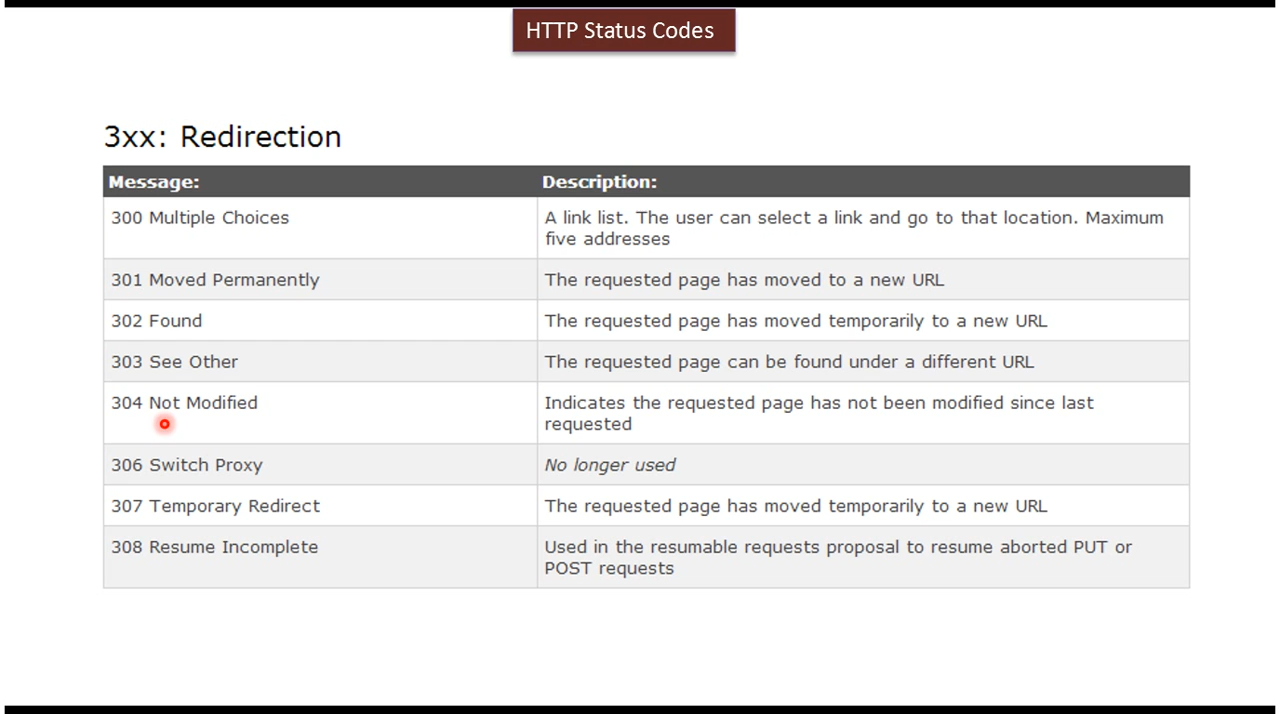 HTTP Status Codes
3xx: Redirection
Message: Description:
300 Multiple Choices A link list. The user can select a link and go to that location. Maximum
five addresses
301 Moved Permanently The requested page has moved to a new URL
302 Found The requested page has moved temporarily to a new URL
303 See Other The requested page can be found under a different URL
304 Not Modified Indicates the requested page has not been modified since last
requested
306 Switch Proxy No longer used
307 Temporary Redirect The requested page has moved temporarily to a new URL
308 Resume Incomplete Used in the resumable requests proposal to resume aborted PUT or
POST requests